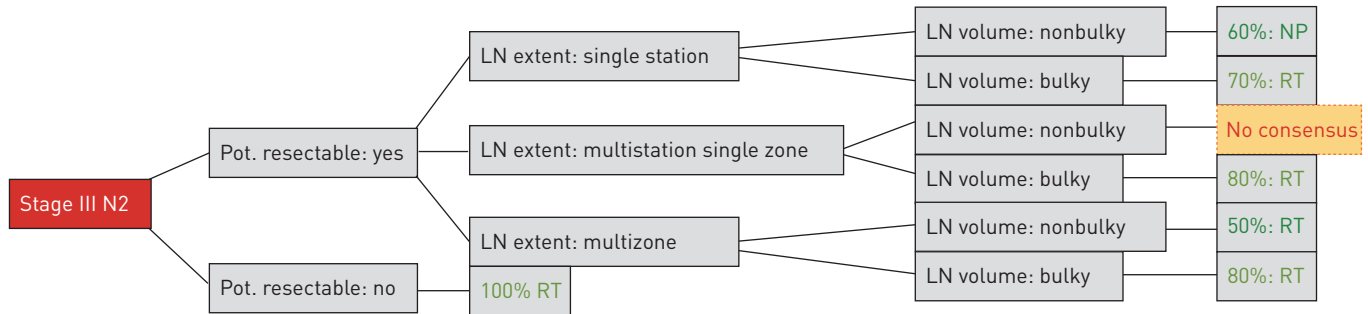 LN volume: nonbulky
60%: NP
LN extent: single station
LN volume: bulky
70%: RT
LN volume: nonbulky
No consensus
Pot. resectable: yes
LN extent: multistation single zone
LN volume: bulky
80%: RT
Stage III N2
LN volume: nonbulky
50%: RT
LN extent: multizone
LN volume: bulky
80%: RT
Pot. resectable: no
100% RT